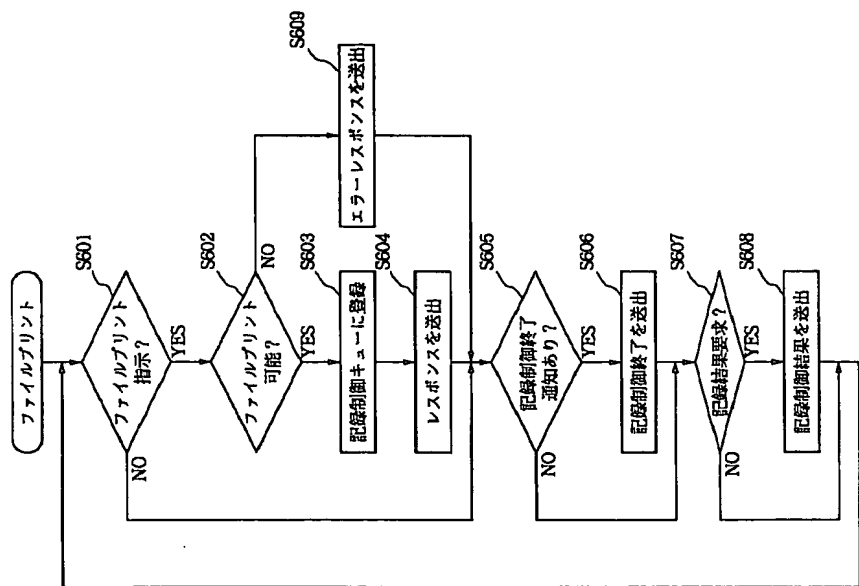 ファイルプリント
S601
ファイルプリント
指示？
YES
NO
S602
ファイルプリント
可能？
NO
YES
S603
記録制御キューに登録
S609
エラーレスポンスを送出
S604
レスポンスを送出
S605
記録制御終了
通知あり？
NO
YES
S606
記録制御終了を送出
S607
記録結果要求？
NO
YES
S608
記録制御結果を送出